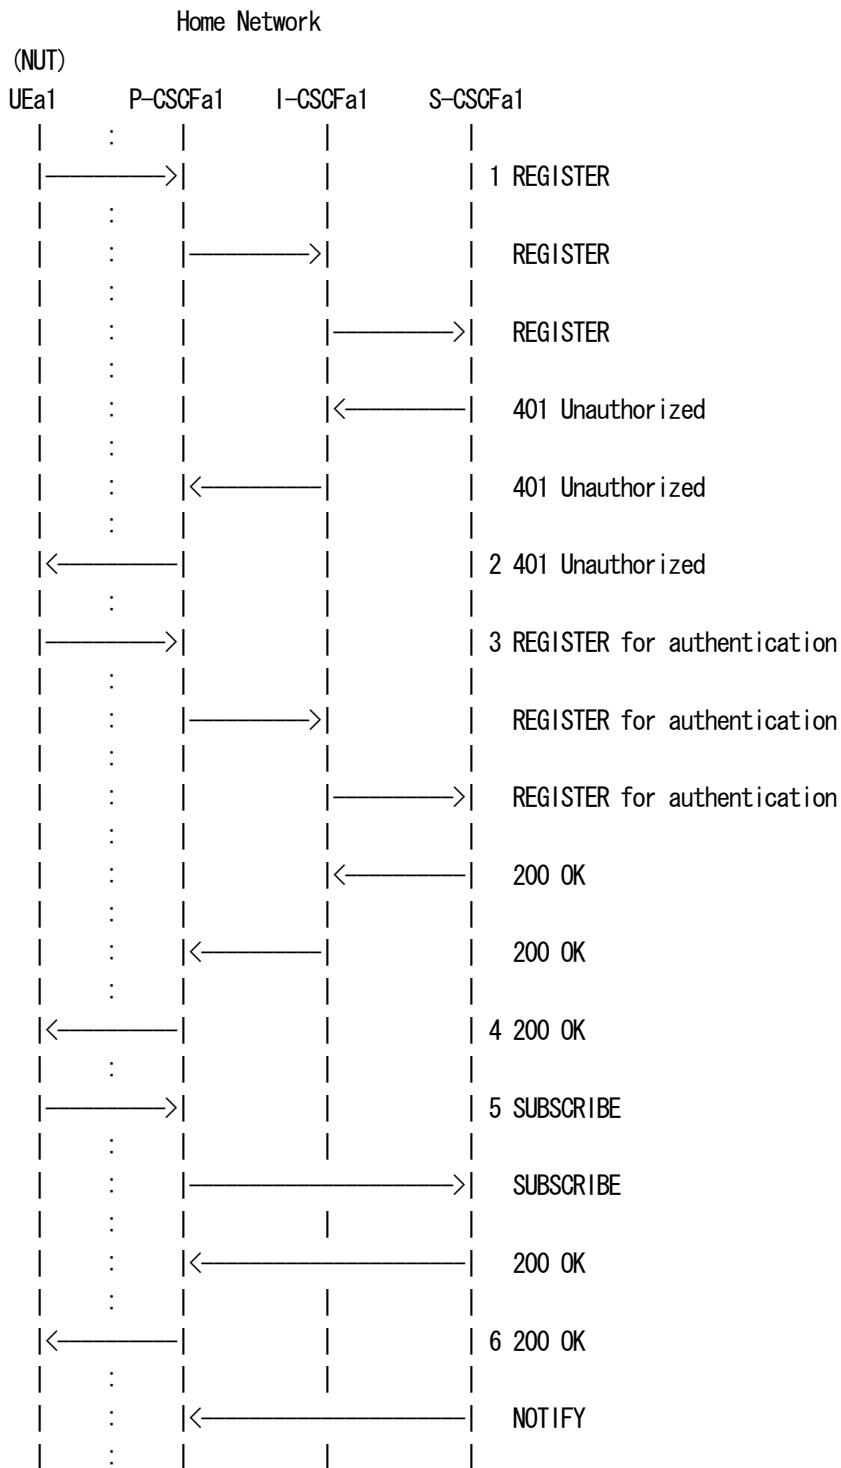 Home Network
(NUT)
UEa1 P-CSCFa1 I-CSCFa1 S-CSCFa1
1 REGISTER
REGISTER
REGISTER
401 Unauthorized
401 Unauthorized
2 401 Unauthorized
3 REGISTER for authentication
REGISTER for authentication
REGISTER for authentication
200 OK
200 OK
4 200 OK
5 SUBSCRIBE
SUBSCRIBE
200 OK
6 200 OK
NOTIFY